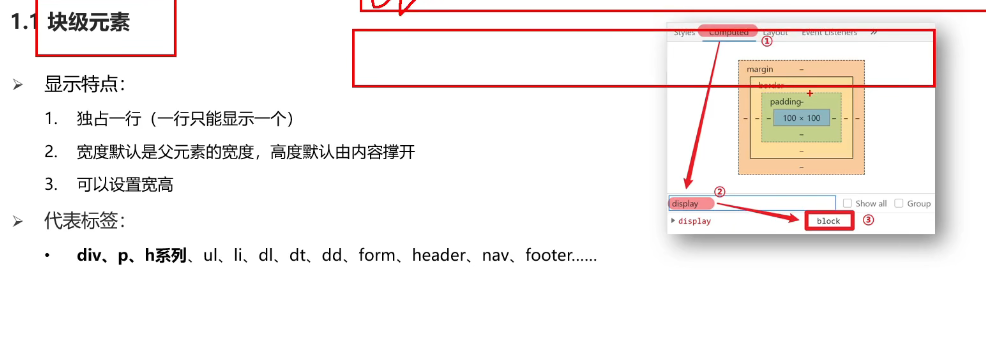 1.1 块级元素
➢ 显示特点：
1. 独占一行（一行只能显示一个）
2. 宽度默认是父元素的宽度，高度默认由内容撑开
3. 可以设置宽高
➢ 代表标签：
• div、p、h系列、ul、li、dl、dt、dd、form、header、nav、footer......
Styles Computed Layout Event Listeners »
①
margin –
border
padding-
– – – 100 × 100 – – –
–
–
–
②
display Show all Group
display block ③